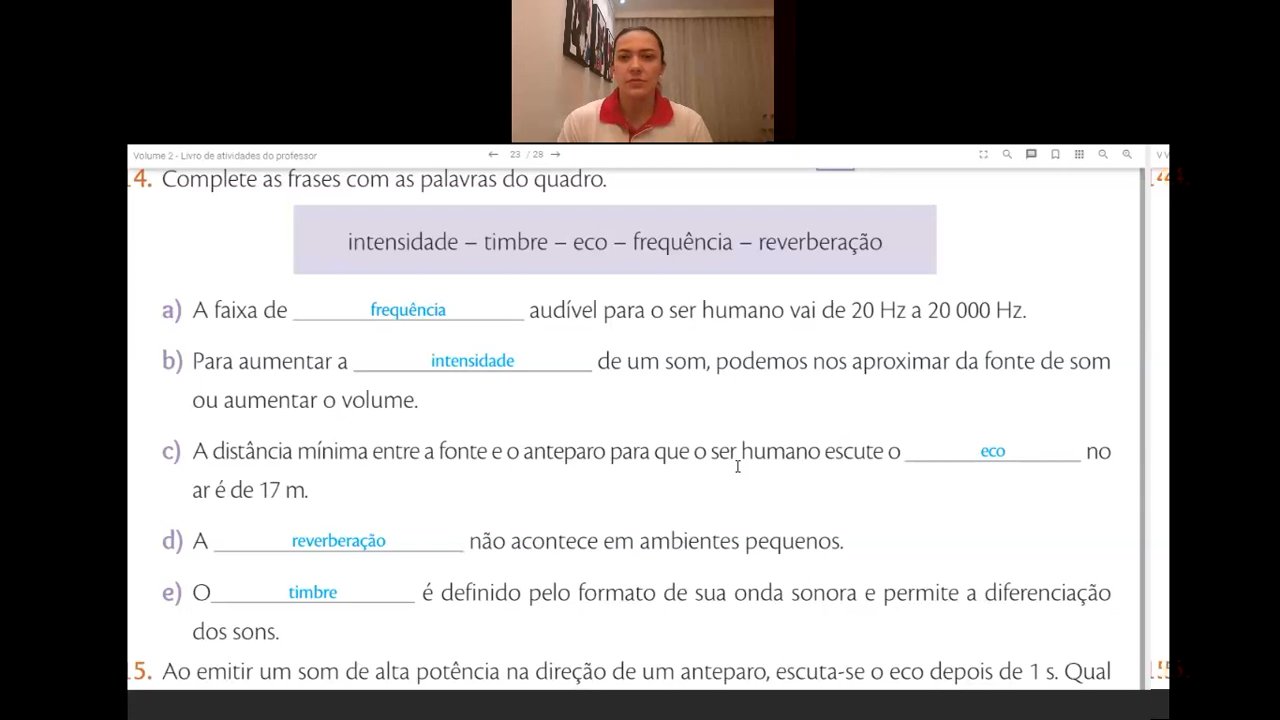 Volume 2 - Livro de atividades do professor
23 / 28
4. Complete as frases com as palavras do quadro.
intensidade – timbre – eco – frequência – reverberação
a) A faixa de frequência audível para o ser humano vai de 20 Hz a 20 000 Hz.
b) Para aumentar a intensidade de um som, podemos nos aproximar da fonte de som
ou aumentar o volume.
c) A distância mínima entre a fonte e o anteparo para que o ser humano escute o eco no
ar é de 17 m.
d) A reverberação não acontece em ambientes pequenos.
e) O timbre é definido pelo formato de sua onda sonora e permite a diferenciação
dos sons.
5. Ao emitir um som de alta potência na direção de um anteparo, escuta-se o eco depois de 1 s. Qual